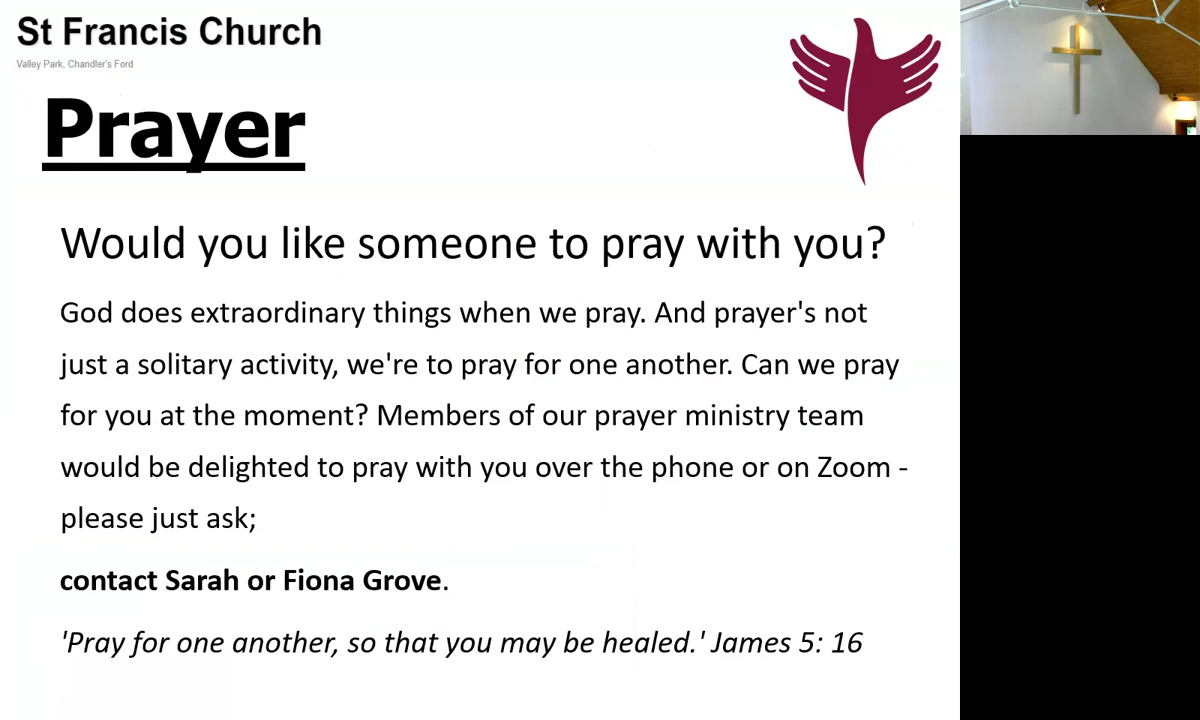 St Francis Church
Valley Park, Chandler's Ford
Prayer
Would you like someone to pray with you?
God does extraordinary things when we pray. And prayer's not
just a solitary activity, we're to pray for one another. Can we pray
for you at the moment? Members of our prayer ministry team
would be delighted to pray with you over the phone or on Zoom -
please just ask;
contact Sarah or Fiona Grove.
'Pray for one another, so that you may be healed.' James 5: 16